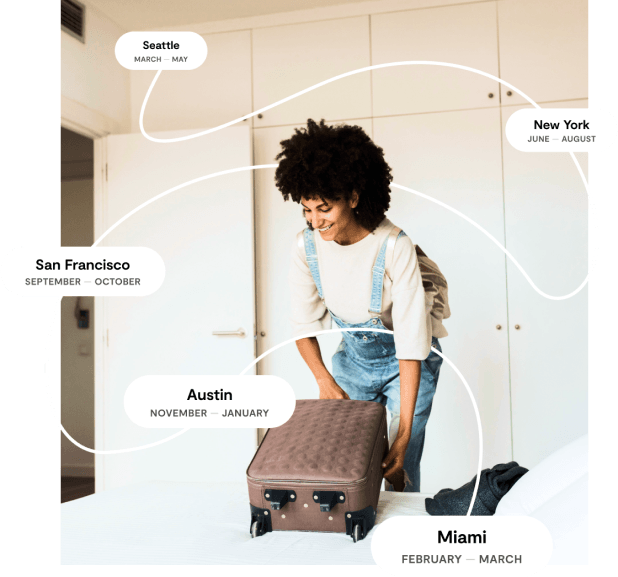 Seattle
MARCH — MAY
New York
JUNE — AUGUST
San Francisco
SEPTEMBER — OCTOBER
Austin
NOVEMBER — JANUARY
Miami
FEBRUARY — MARCH